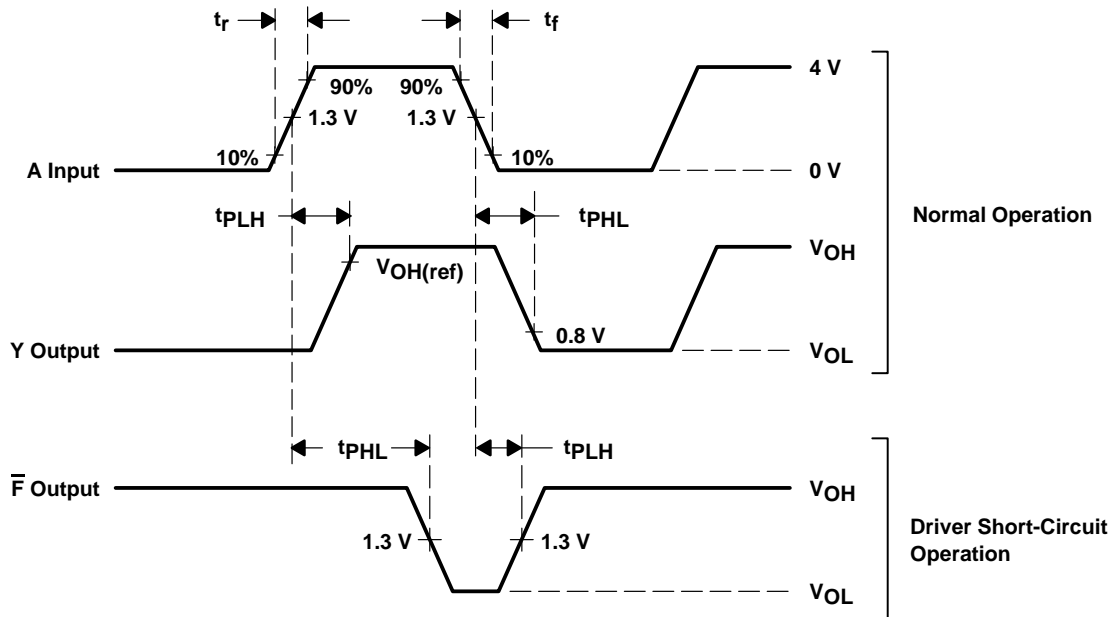 tr
tf
4 V
90%
90%
1.3 V
1.3 V
10%
10%
A Input
0 V
tPLH
tPHL
Normal Operation
VOH
VOH(ref)
0.8 V
Y Output
VOL
tPHL
tPLH
F̅ Output
VOH
1.3 V
1.3 V
Driver Short-Circuit
Operation
VOL